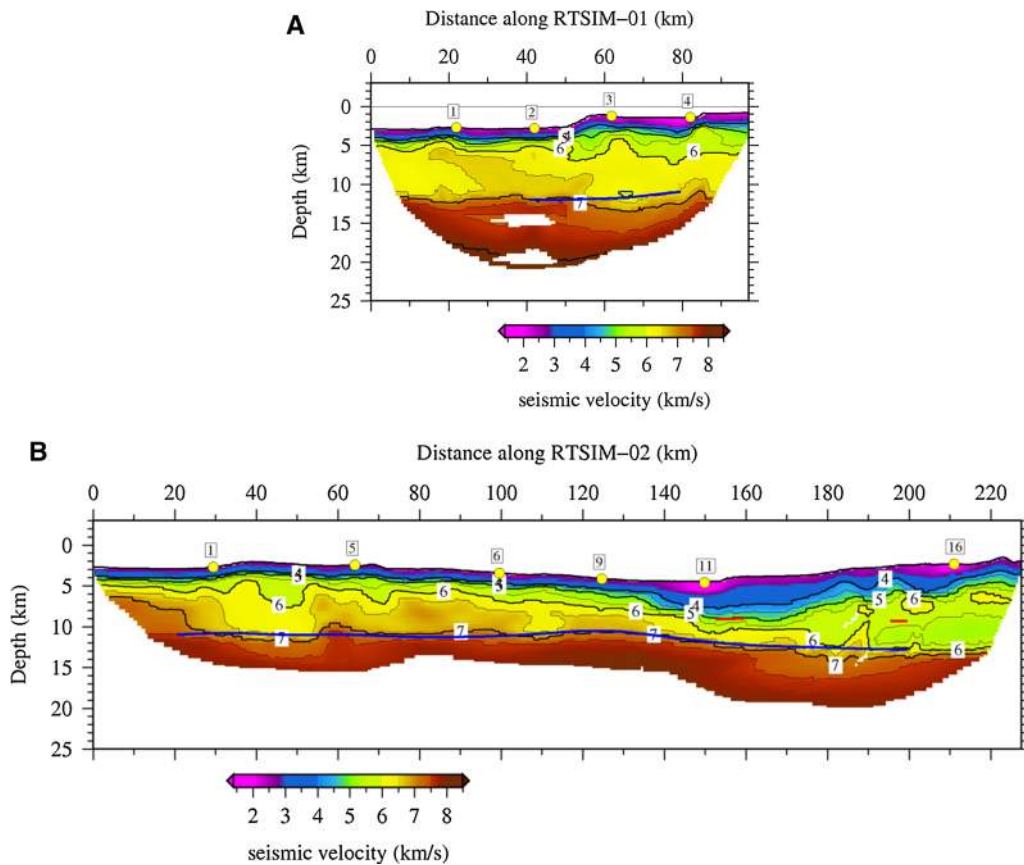 A
Distance along RTSIM−01 (km)
0 20 40 60 80
1 2 3 4
0
5
10
15
20
25
Depth (km)
5 4
6 6
7
2 3 4 5 6 7 8
seismic velocity (km/s)
B
Distance along RTSIM−02 (km)
0 20 40 60 80 100 120 140 160 180 200 220
1 5 6 9 11 16
0
5
10
15
20
25
Depth (km)
4 5 4
5 4 5
6 6 6 6 6 6
7 7 7 7
2 3 4 5 6 7 8
seismic velocity (km/s)